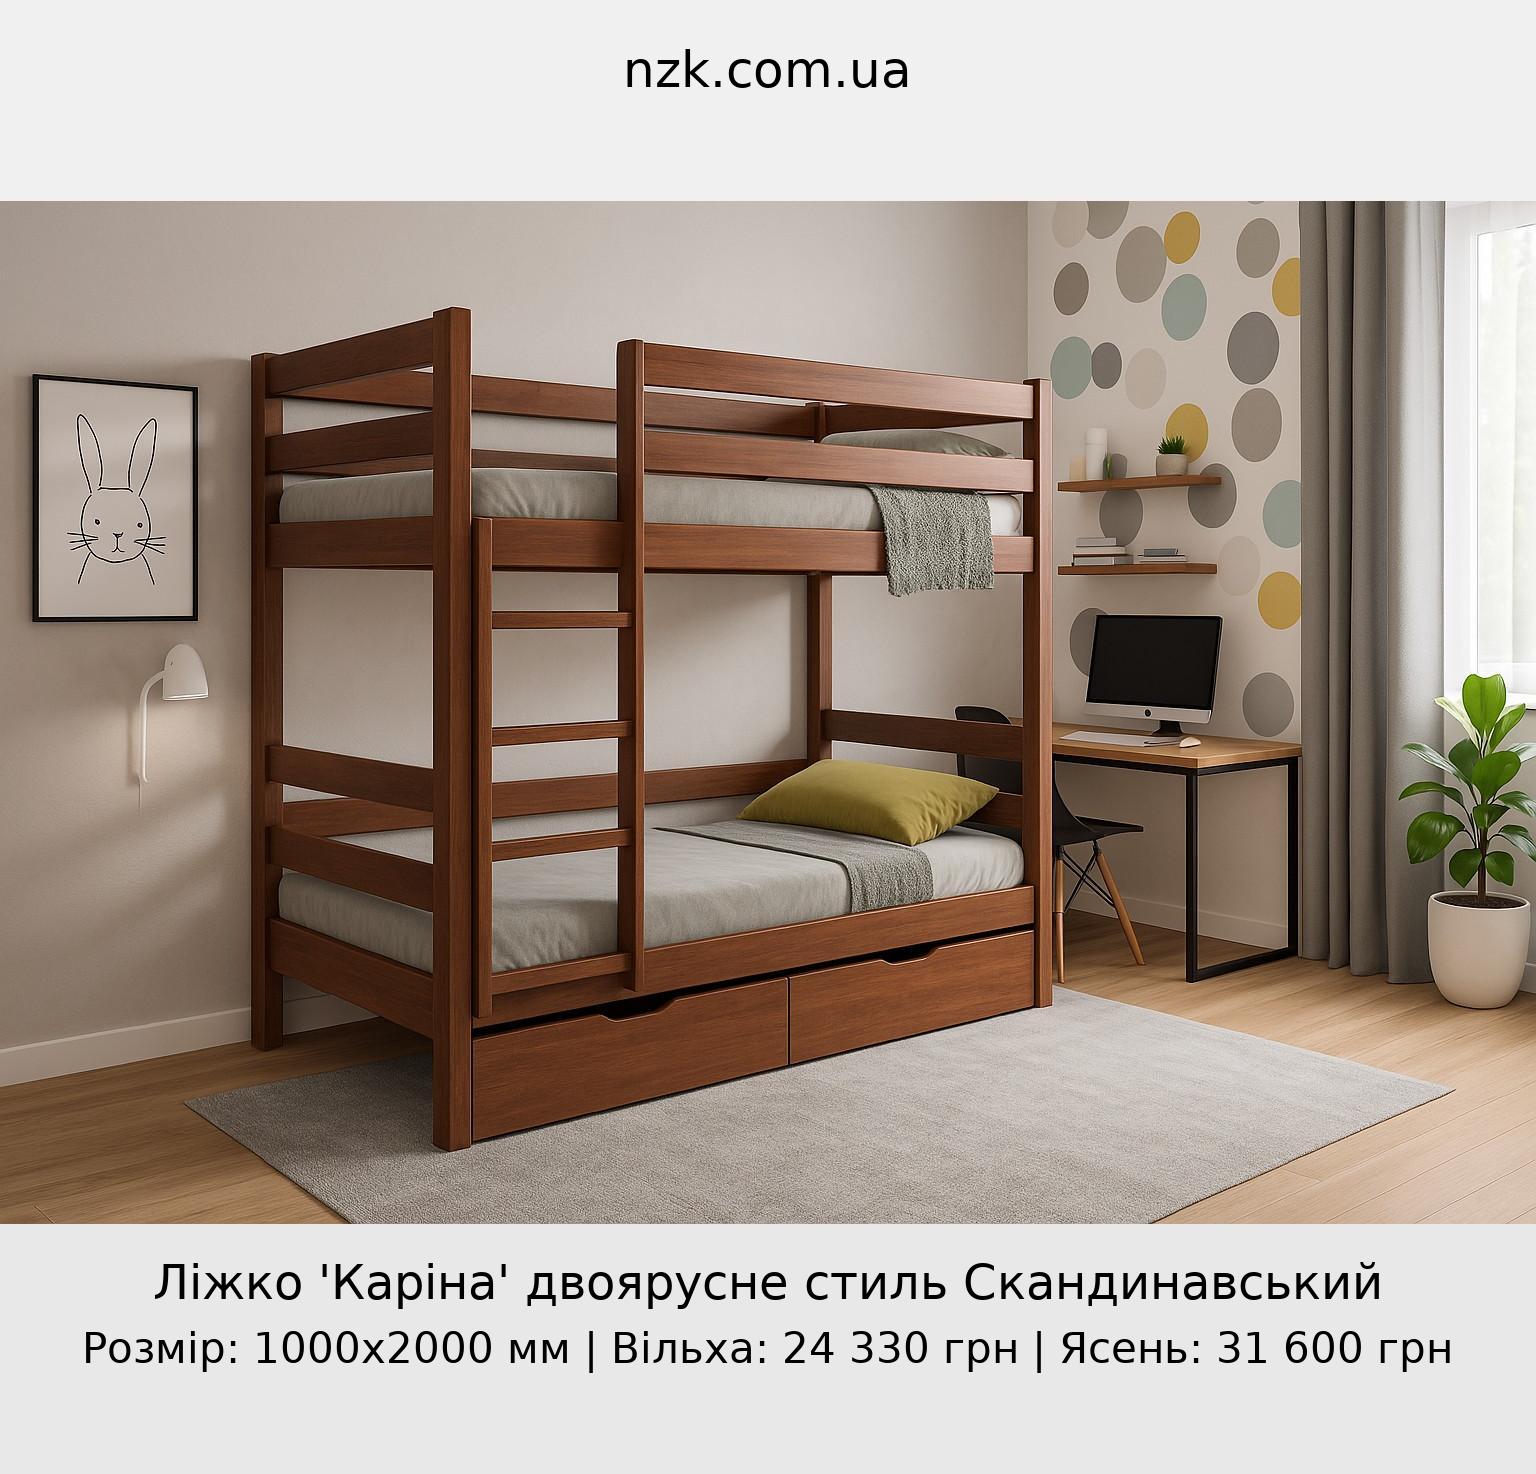 nzk.com.ua
Ліжко 'Каріна' двоярусне стиль Скандинавський
Розмір: 1000x2000 мм | Вільха: 24 330 грн | Ясень: 31 600 грн